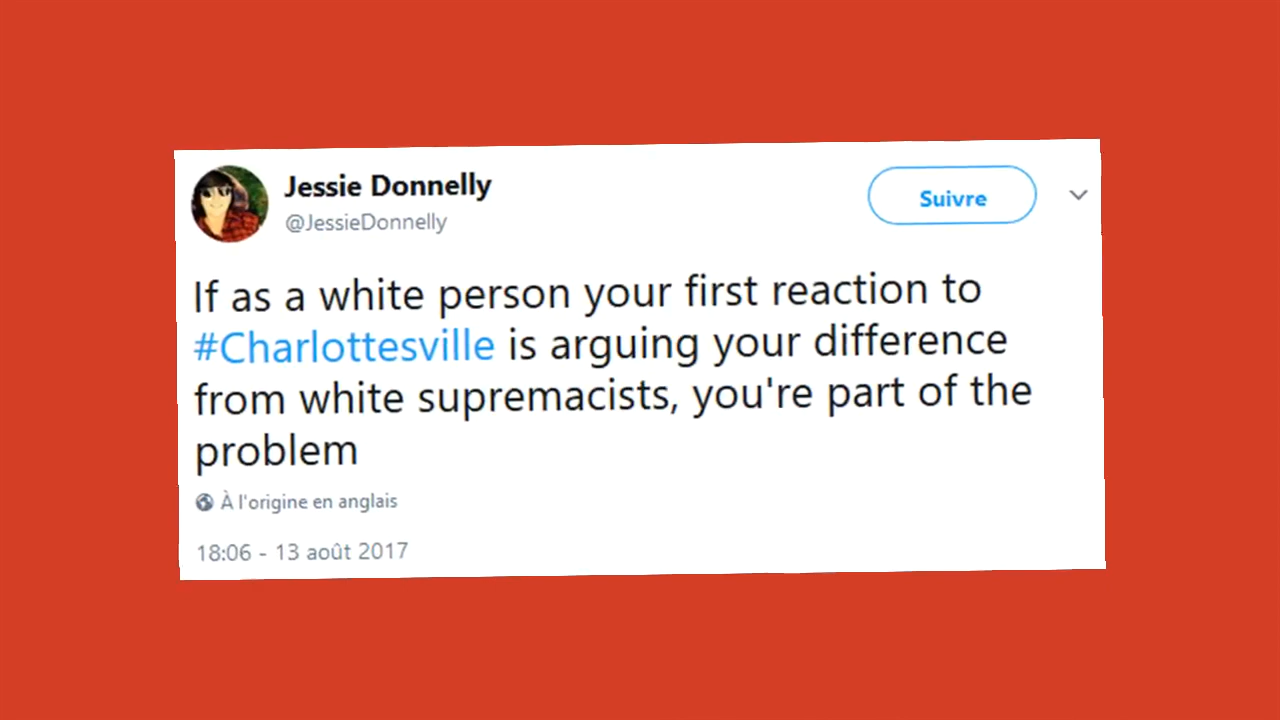 Jessie Donnelly
@JessieDonnelly
Suivre
If as a white person your first reaction to
#Charlottesville is arguing your difference
from white supremacists, you're part of the
problem
À l'origine en anglais
18:06 - 13 août 2017